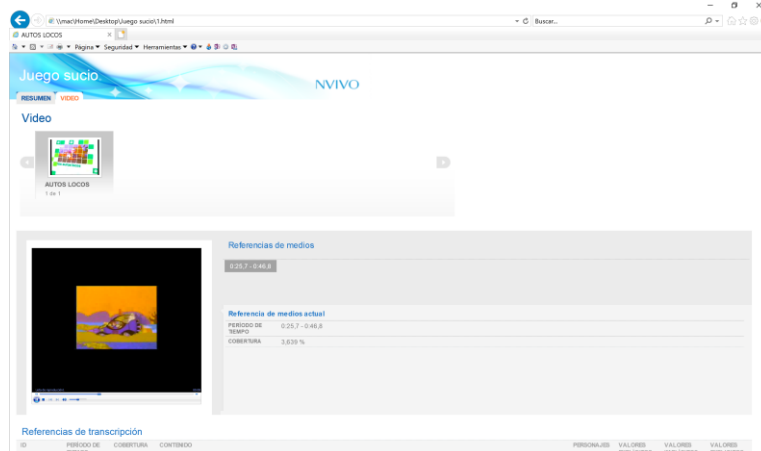 \\mac\Home\Desktop\Juego sucio\1.html
Buscar...
AUTOS LOCOS
Página Seguridad Herramientas
Juego sucio
NVIVO
RESUMEN VIDEO
Video
AUTOS LOCOS
1 de 1
Referencias de medios
0:25,7 - 0:46,8
Referencia de medios actual
PERÍODO DE TIEMPO
0:25,7 - 0:46,8
COBERTURA
3,639 %
Referencias de transcripción
ID PERÍODO DE COBERTURA CONTENIDO PERSONAJES VALORES VALORES VALORES